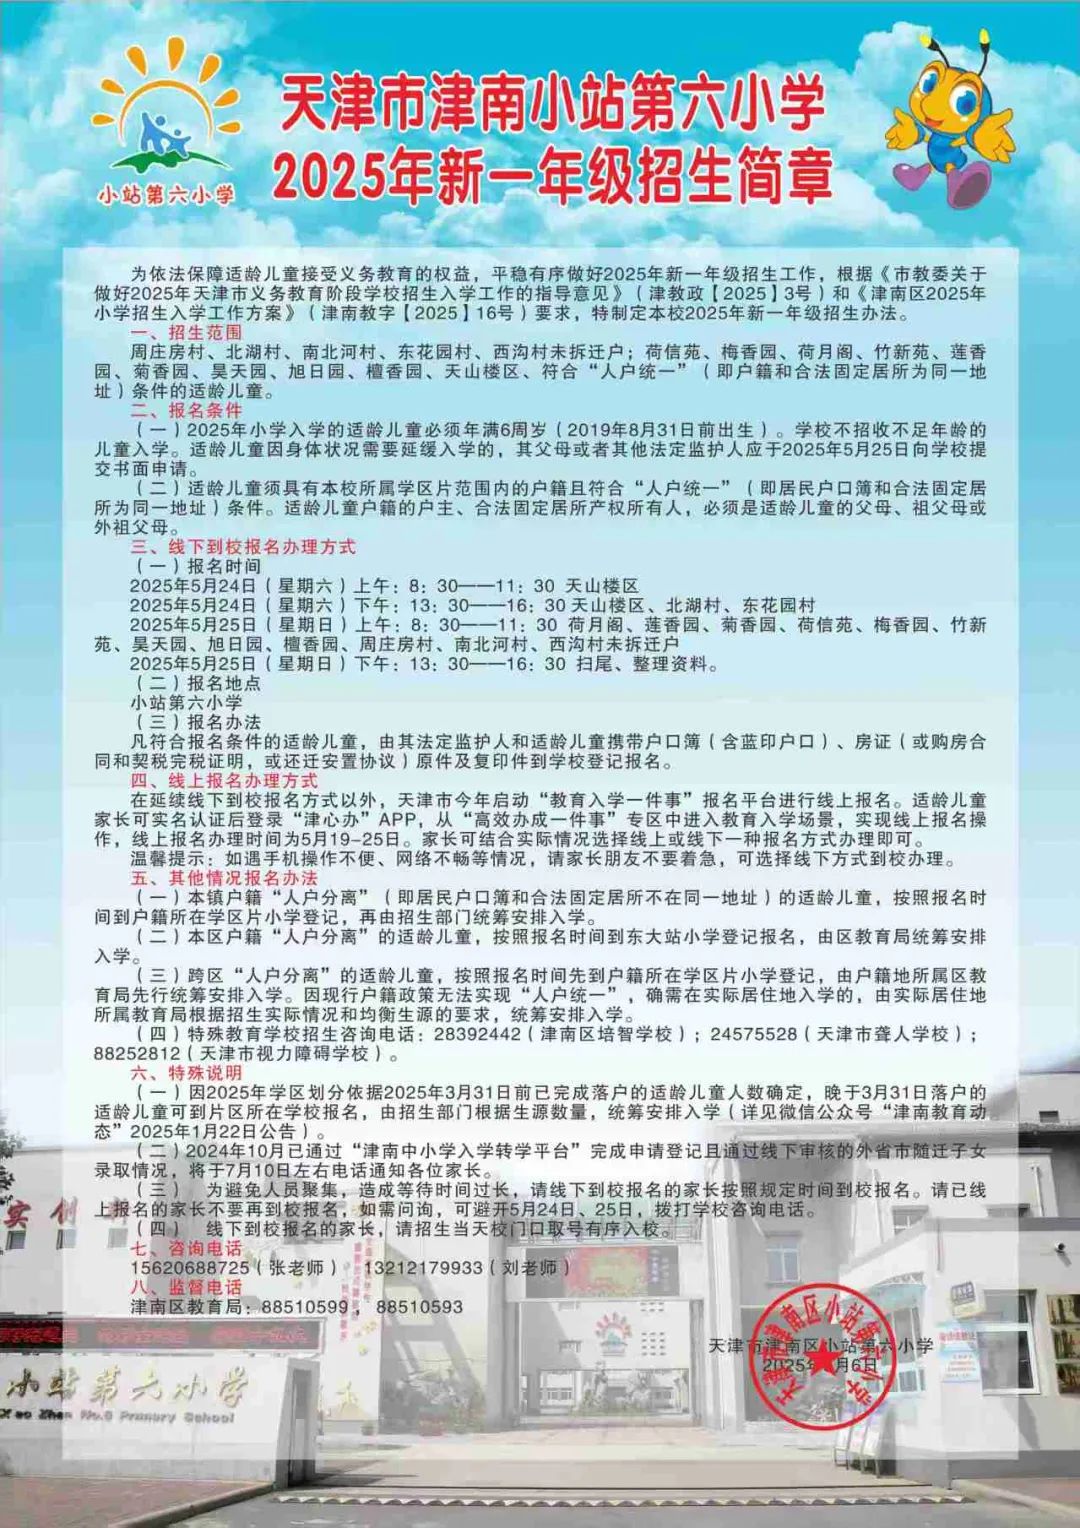 天津市津南小站第六小学
2025年新一年级招生简章
小站第六小学
为依法保障适龄儿童接受义务教育的权益，平稳有序做好2025年新一年级招生工作，根据《市教委关于
做好2025年天津市义务教育阶段学校招生入学工作的指导意见》（津教政【2025】3号）和《津南区2025年
小学招生入学工作方案》（津南教字【2025】16号）要求，特制定本校2025年新一年级招生办法。
一、招生范围
周庄房村、北湖村、南北河村、东花园村、西沟村未拆迁户；荷信苑、梅香园、荷月阁、竹新苑、莲香
园、菊香园、昊天园、旭日园、檀香园、天山楼区、符合“人户统一”（即户籍和合法固定居所为同一地
址）条件的适龄儿童。
二、报名条件
（一）2025年小学入学的适龄儿童必须年满6周岁（2019年8月31日前出生）。学校不招收不足年龄的
儿童入学。适龄儿童因身体状况需要延缓入学的，其父母或者其他法定监护人应于2025年5月25日向学校提
交书面申请。
（二）适龄儿童须具有本校所属学区片范围内的户籍且符合“人户统一”（即居民户口簿和合法固定居
所为同一地址）条件。适龄儿童户籍的户主、合法固定居所产权所有人，必须是适龄儿童的父母、祖父母或
外祖父母。
三、线下到校报名办理方式
（一）报名时间
2025年5月24日（星期六）上午：8：30——11：30 天山楼区
2025年5月24日（星期六）下午：13：30——16：30 天山楼区、北湖村、东花园村
2025年5月25日（星期日）上午：8：30——11：30 荷月阁、莲香园、菊香园、荷信苑、梅香园、竹新
苑、昊天园、旭日园、檀香园、周庄房村、南北河村、西沟村未拆迁户
2025年5月25日（星期日）下午：13：30——16：30 扫尾、整理资料。
（二）报名地点
小站第六小学
（三）报名办法
凡符合报名条件的适龄儿童，由其法定监护人和适龄儿童携带户口簿（含蓝印户口）、房证（或购房合
同和契税完税证明，或还迁安置协议）原件及复印件到学校登记报名。
四、线上报名办理方式
在延续线下到校报名方式以外，天津市今年启动“教育入学一件事”报名平台进行线上报名。适龄儿童
家长可实名认证后登录“津心办”APP，从“高效办成一件事”专区中进入教育入学场景，实现线上报名操
作，线上报名办理时间为5月19-25日。家长可结合实际情况选择线上或线下一种报名方式办理即可。
温馨提示：如遇手机操作不便、网络不畅等情况，请家长朋友不要着急，可选择线下方式到校办理。
五、其他情况报名办法
（一）本镇户籍“人户分离”（即居民户口簿和合法固定居所不在同一地址）的适龄儿童，按照报名时
间到户籍所在学区片小学登记，再由招生部门统筹安排入学。
（二）本区户籍“人户分离”的适龄儿童，按照报名时间到东大站小学登记报名，由区教育局统筹安排
入学。
（三）跨区“人户分离”的适龄儿童，按照报名时间先到户籍所在学区片小学登记，由户籍地所属区教
育局先行统筹安排入学。因现行户籍政策无法实现“人户统一”，确需在实际居住地入学的，由实际居住地
所属教育局根据招生实际情况和均衡生源的要求，统筹安排入学。
（四）特殊教育学校招生咨询电话：28392442（津南区培智学校）；24575528（天津市聋人学校）；
88252812（天津市视力障碍学校）。
六、特殊说明
（一）因2025年学区划分依据2025年3月31日前已完成落户的适龄儿童人数确定，晚于3月31日落户的
适龄儿童可到片区所在学校报名，由招生部门根据生源数量，统筹安排入学（详见微信公众号“津南教育动
态”2025年1月22日公告）。
（二）2024年10月已通过“津南中小学入学转学平台”完成申请登记且通过线下审核的外省市随迁子女
录取情况，将于7月10日左右电话通知各位家长。
（三） 为避免人员聚集，造成等待时间过长，请线下到校报名的家长按照规定时间到校报名。请已线
上报名的家长不要再到校报名，如需问询，可避开5月24日、25日，拨打学校咨询电话。
（四） 线下到校报名的家长，请招生当天校门口取号有序入校。
七、咨询电话
15620688725（张老师） 13212179933（刘老师）
八、监督电话
津南区教育局：88510599，88510593
天津市津南区小站第六小学
2025年 月6日
小站第六小学
Xiao Zhan No.6 Primary School